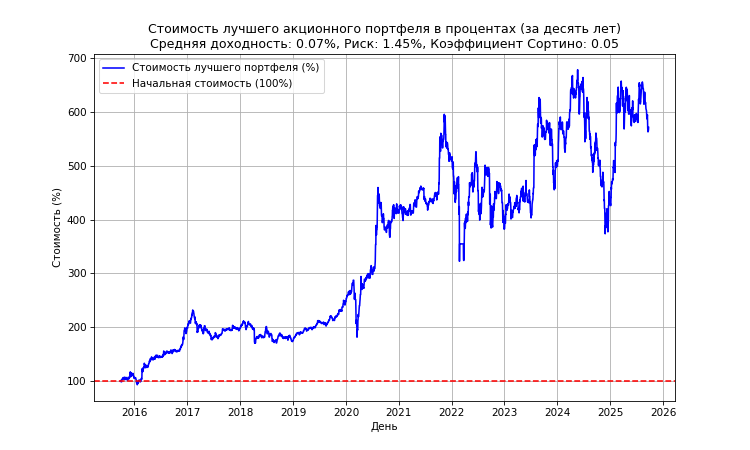 Стоимость лучшего акционного портфеля в процентах (за десять лет)
Средняя доходность: 0.07%, Риск: 1.45%, Коэффициент Сортино: 0.05
Стоимость лучшего портфеля (%)
Начальная стоимость (100%)
Стоимость (%)
700
600
500
400
300
200
100
2016 2017 2018 2019 2020 2021 2022 2023 2024 2025 2026
День